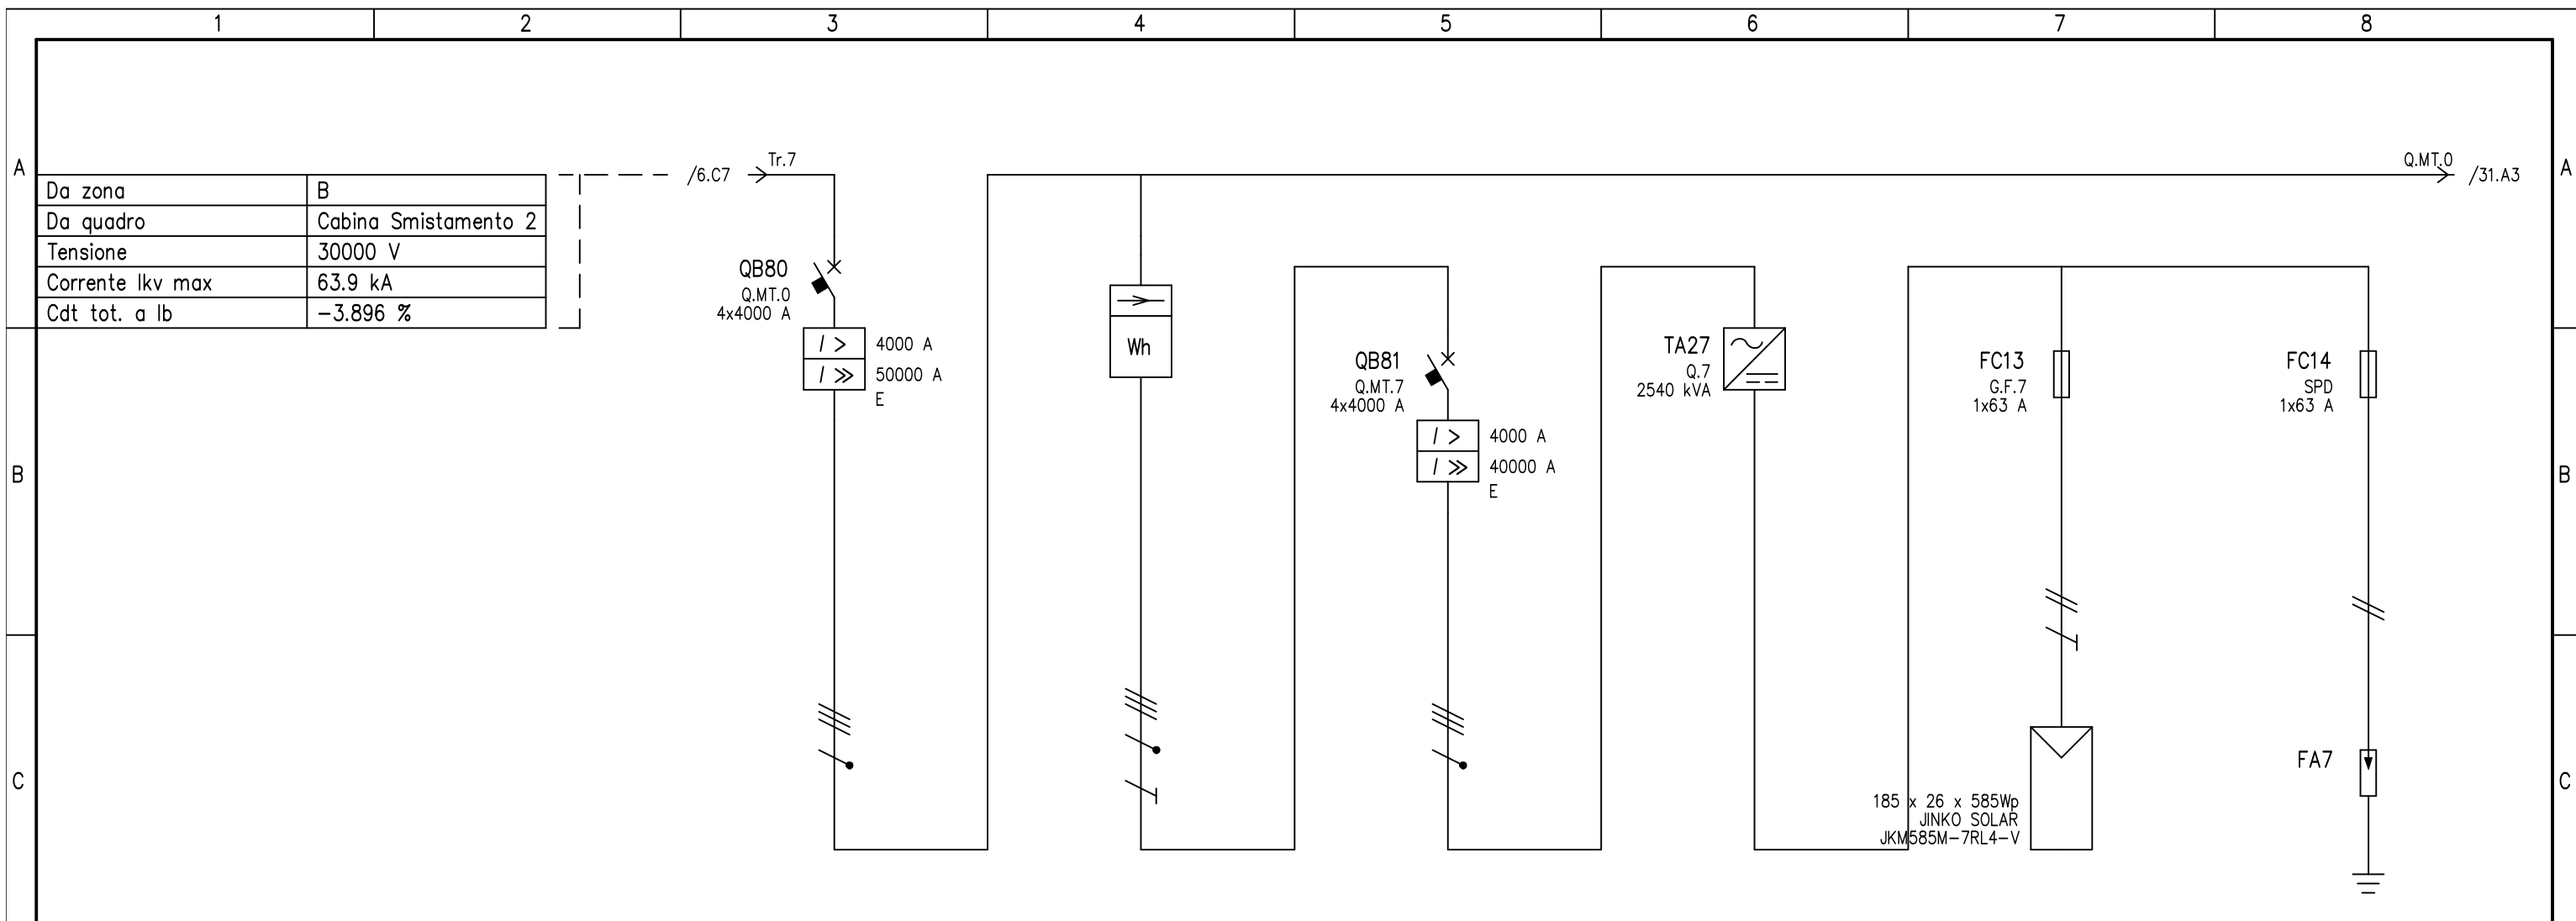 1 2 3 4 5 6 7 8
A A
Tr.7
/6.C7
Q.MT.0
/31.A3
Da zona B
Da quadro Cabina Smistamento 2
Tensione 30000 V
Corrente Ikv max 63.9 kA
Cdt tot. a Ib -3.896 %
QB80
Q.MT.0
4x4000 A
I > 4000 A
I >> 50000 A
E
Wh
QB81
Q.MT.7
4x4000 A
I > 4000 A
I >> 40000 A
E
TA27
Q.7
2540 kVA
FC13
G.F.7
1x63 A
FC14
SPD
1x63 A
B B
185 x 26 x 585Wp
JINKO SOLAR
JKM585M-7RL4-V
FA7
C C